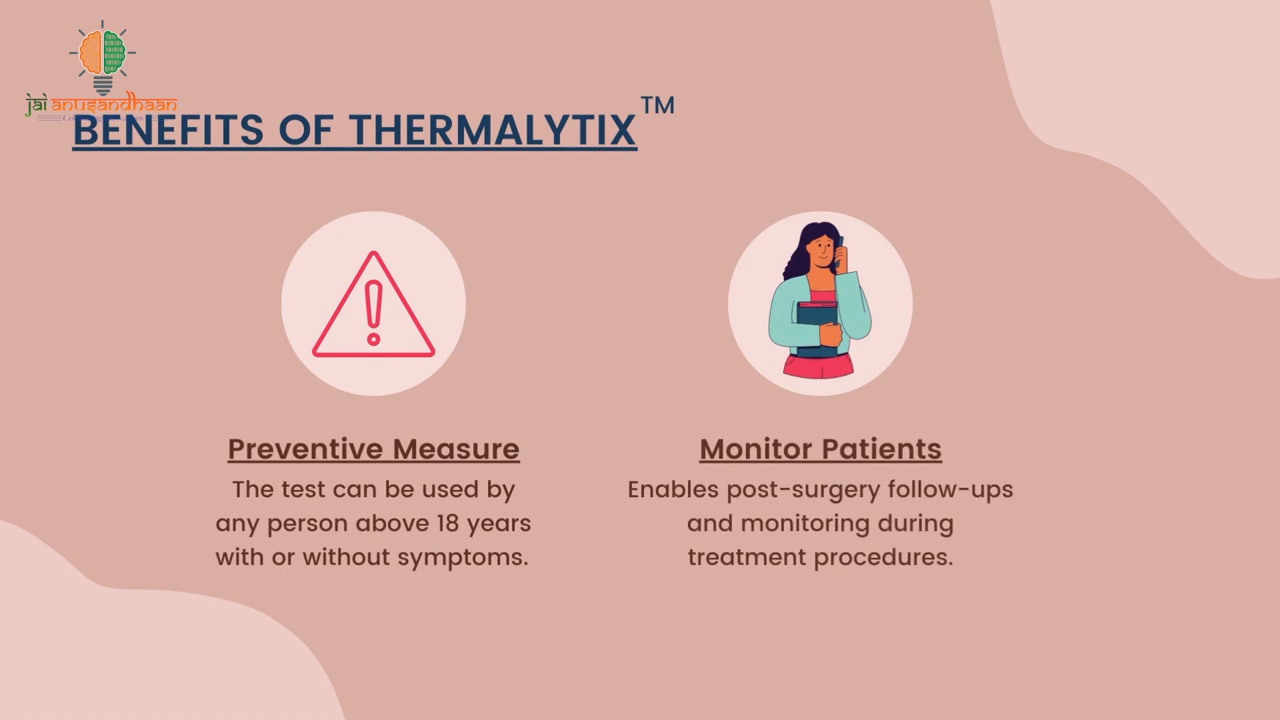 jai anusandhaan
BENEFITS OF THERMALYTIX™
Preventive Measure
The test can be used by
any person above 18 years
with or without symptoms.
Monitor Patients
Enables post-surgery follow-ups
and monitoring during
treatment procedures.